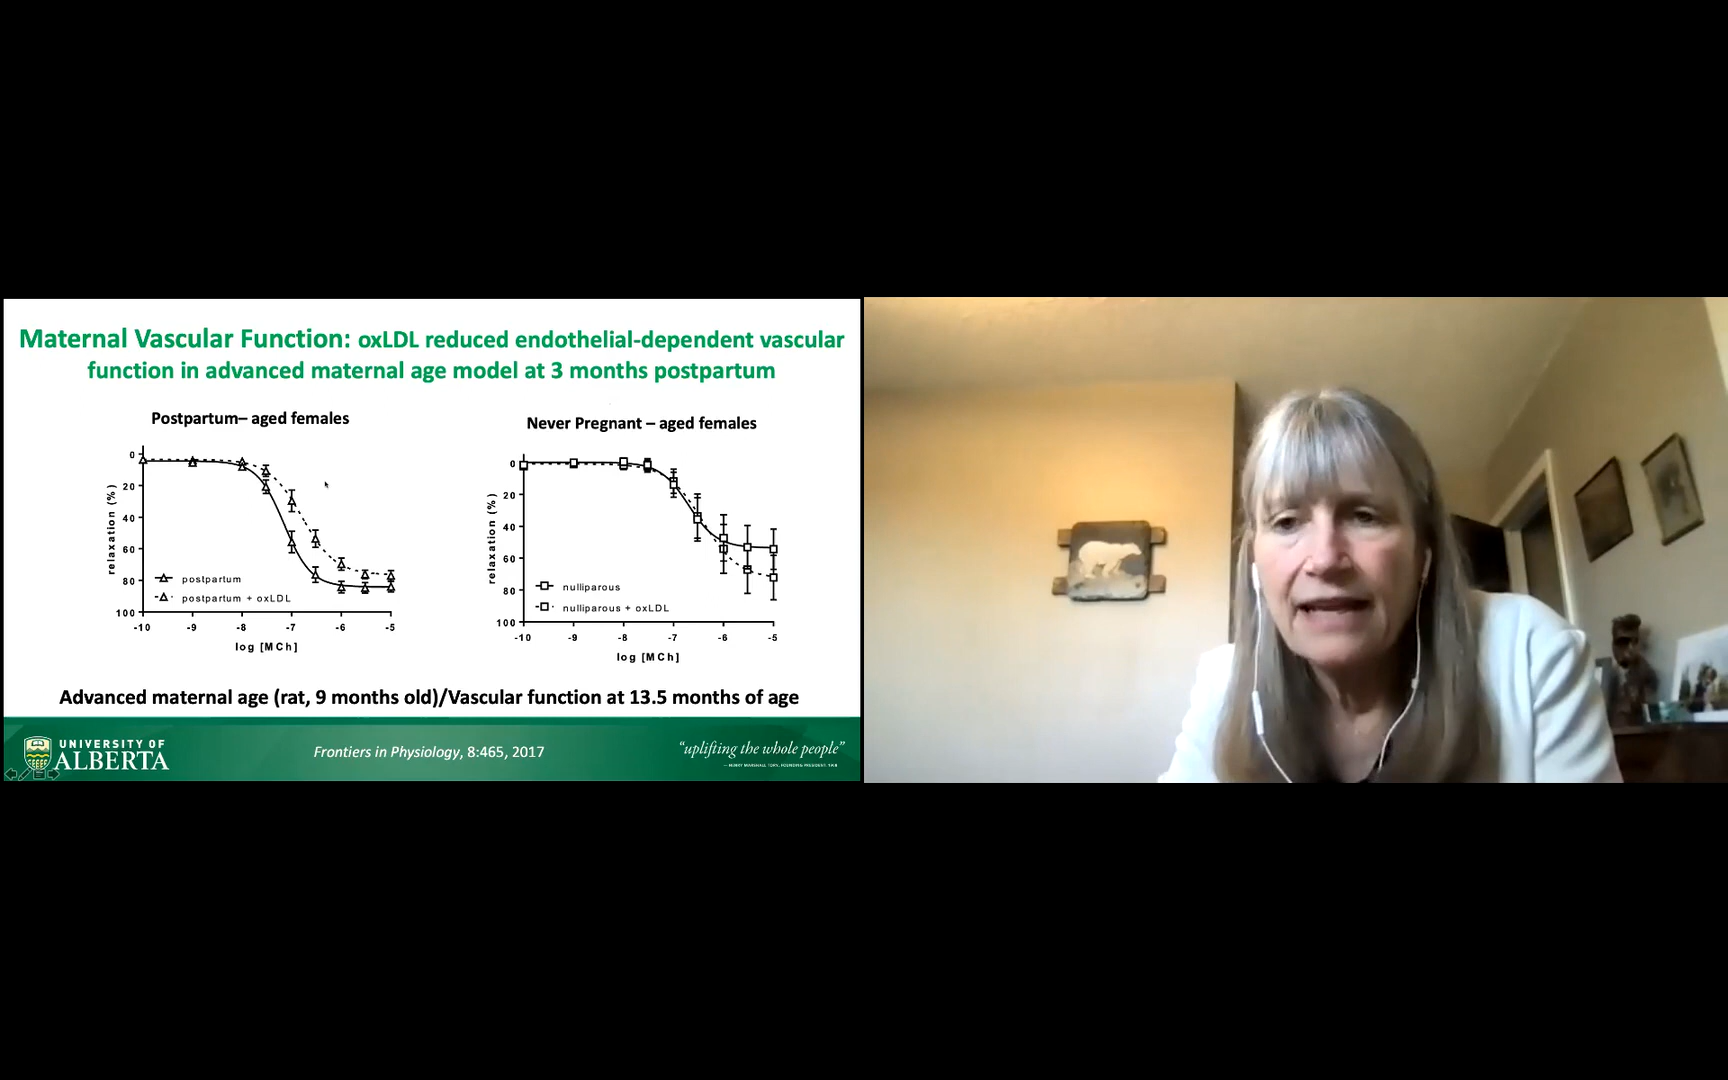 Maternal Vascular Function: oxLDL reduced endothelial-dependent vascular
function in advanced maternal age model at 3 months postpartum
Postpartum– aged females
0
20
40
60
80
100
relaxation (%)
postpartum
postpartum + oxLDL
-10 -9 -8 -7 -6 -5
log [MCh]
Never Pregnant – aged females
0
20
40
60
80
100
relaxation (%)
nulliparous
nulliparous + oxLDL
-10 -9 -8 -7 -6 -5
log [MCh]
Advanced maternal age (rat, 9 months old)/Vascular function at 13.5 months of age
UNIVERSITY OF
ALBERTA
Frontiers in Physiology, 8:465, 2017
“uplifting the whole people”